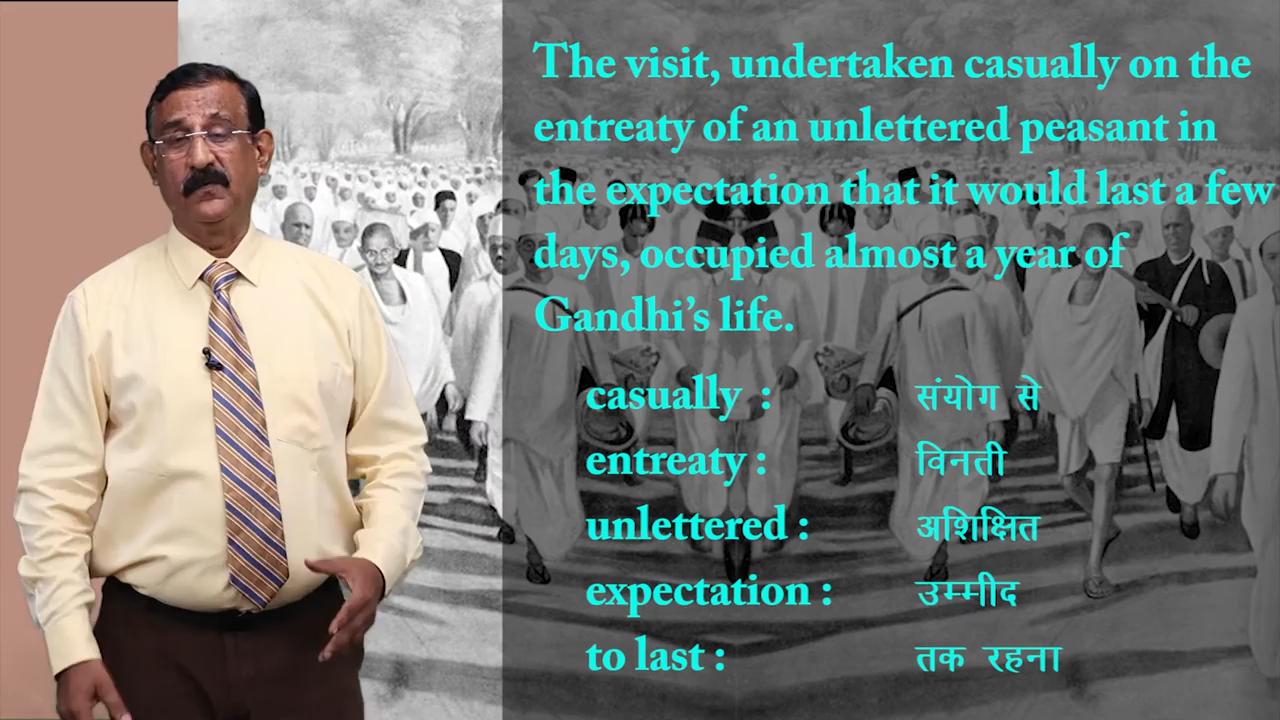 The visit, undertaken casually on the
entreaty of an unlettered peasant in
the expectation that it would last a few
days, occupied almost a year of
Gandhi's life.
casually : संयोग से
entreaty : विनती
unlettered : अशिक्षित
expectation : उम्मीद
to last : तक रहना